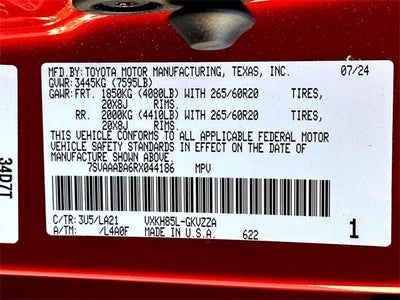 MFD.BY: TOYOTA MOTOR MANUFACTURING, TEXAS, INC. 07/24
GVWR: 3445KG (7595LB)
GAWR: FRT. 1850KG (4080LB) WITH 265/60R20 TIRES,
20X8J RIMS.
RR. 2000KG (4410LB) WITH 265/60R20 TIRES,
20X8J RIMS.
THIS VEHICLE CONFORMS TO ALL APPLICABLE FEDERAL MOTOR
VEHICLE SAFETY STANDARDS IN EFFECT ON THE DATE OF
MANUFACTURE SHOWN ABOVE.
7SVAAABA6RX044186 MPV
C/TR: 3U5/LA21 VXKH85L-GKVZZA
A/TM: /L4A0F MADE IN U.S.A 622
1
34D7T